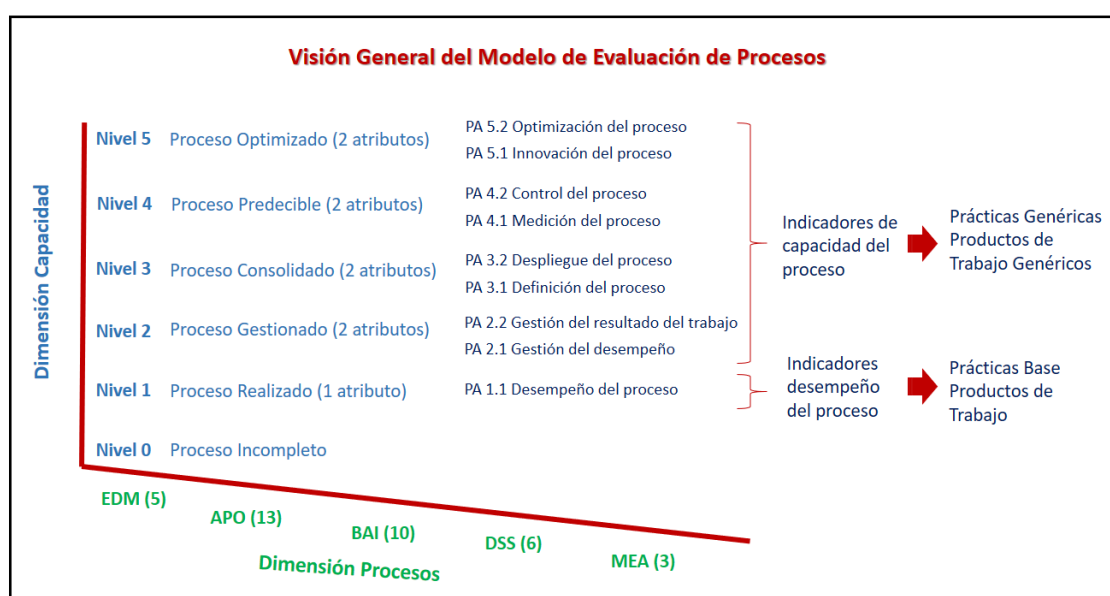 Visión General del Modelo de Evaluación de Procesos
Dimensión Capacidad
Nivel 5 Proceso Optimizado (2 atributos)
PA 5.2 Optimización del proceso
PA 5.1 Innovación del proceso
Nivel 4 Proceso Predecible (2 atributos)
PA 4.2 Control del proceso
PA 4.1 Medición del proceso
Nivel 3 Proceso Consolidado (2 atributos)
PA 3.2 Despliegue del proceso
PA 3.1 Definición del proceso
Nivel 2 Proceso Gestionado (2 atributos)
PA 2.2 Gestión del resultado del trabajo
PA 2.1 Gestión del desempeño
Indicadores de
capacidad del
proceso
Prácticas Genéricas
Productos de
Trabajo Genéricos
Nivel 1 Proceso Realizado (1 atributo)
PA 1.1 Desempeño del proceso
Indicadores
desempeño
del proceso
Prácticas Base
Productos de
Trabajo
Nivel 0 Proceso Incompleto
EDM (5)
APO (13)
BAI (10)
DSS (6)
MEA (3)
Dimensión Procesos